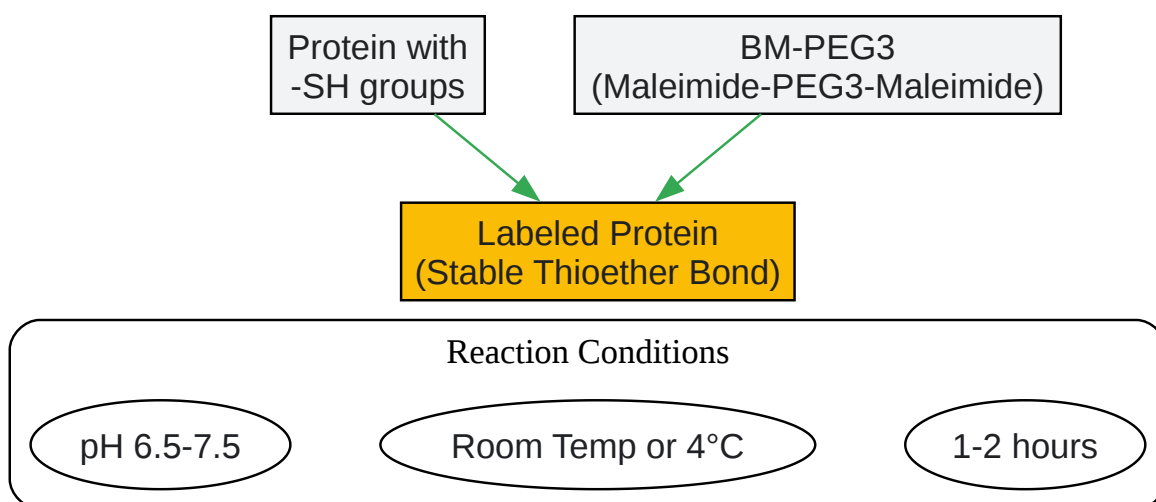 Protein with
-SH groups
BM-PEG3
(Maleimide-PEG3-Maleimide)
Labeled Protein
(Stable Thioether Bond)
Reaction Conditions
pH 6.5-7.5
Room Temp or 4°C
1-2 hours